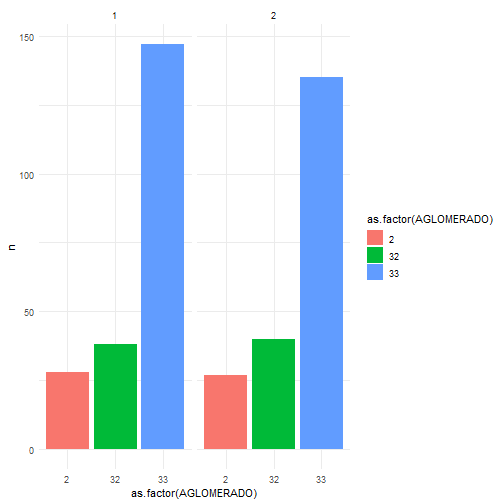 1 2
150
100
50
0
n
2 32 33 2 32 33
as.factor(AGLOMERADO)
as.factor(AGLOMERADO)
2
32
33